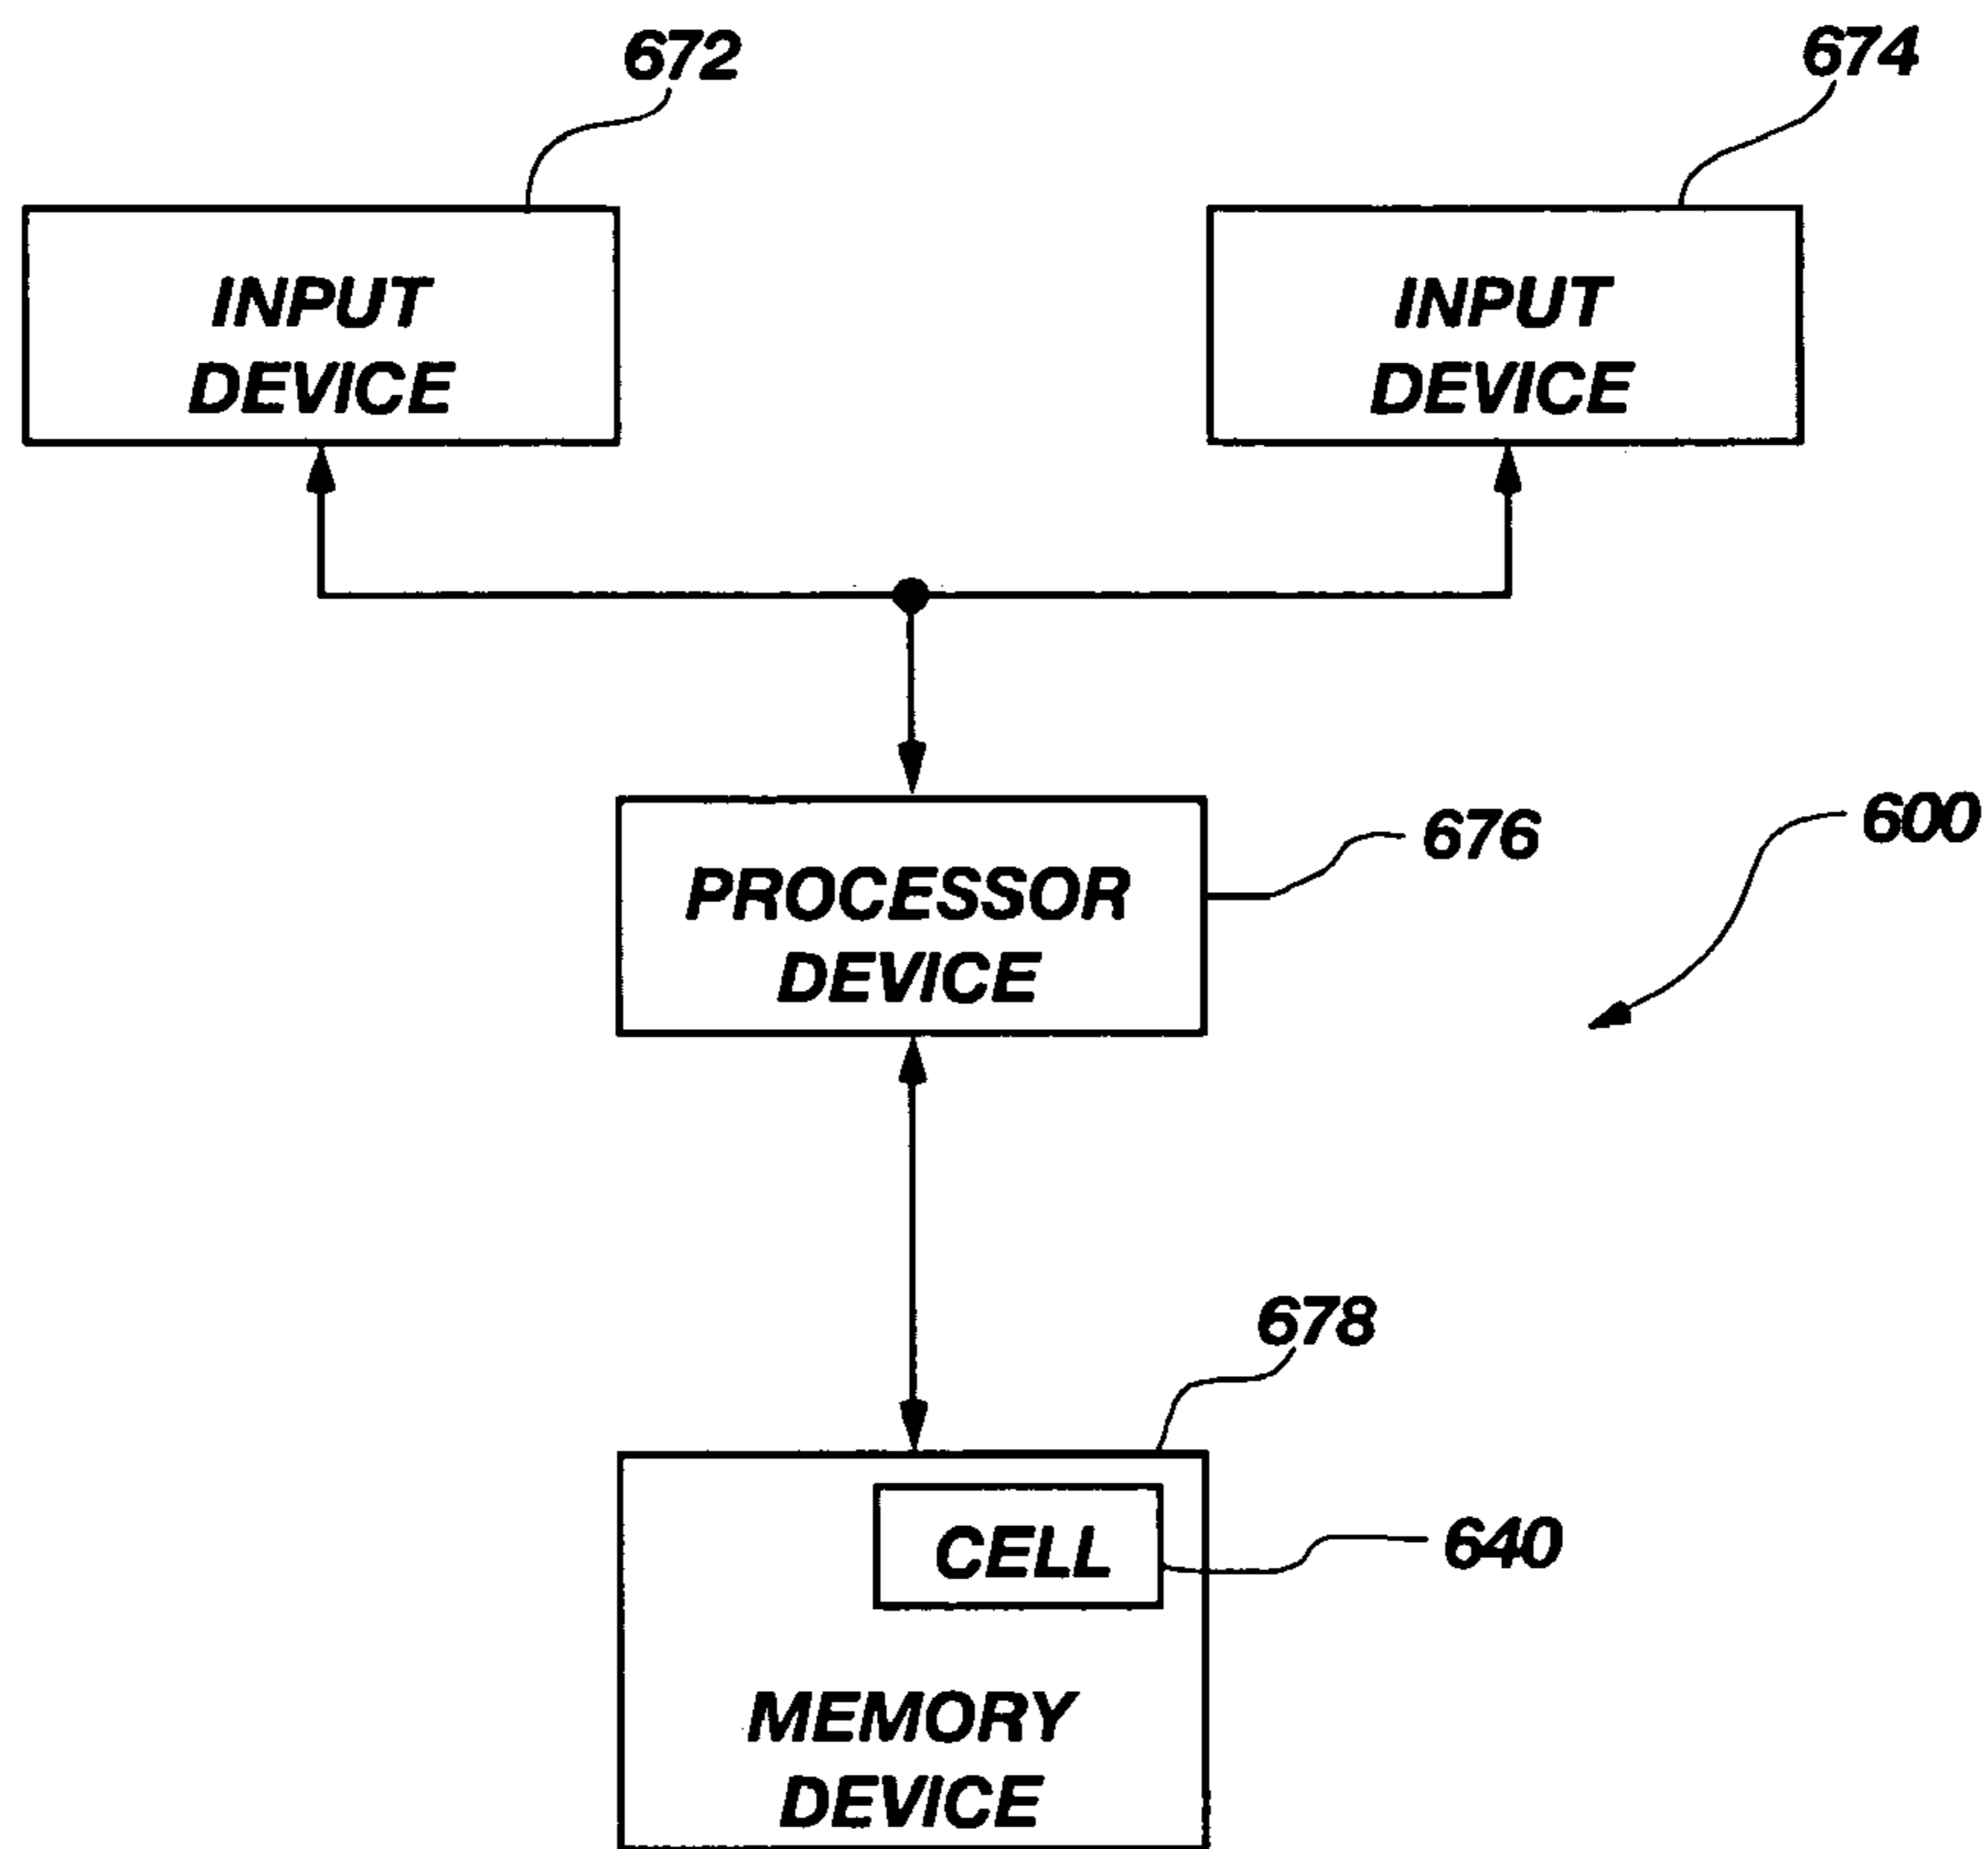 672
674
INPUT
DEVICE
INPUT
DEVICE
676
600
PROCESSOR
DEVICE
678
CELL
640
MEMORY
DEVICE